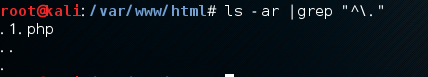 root@kali:/var/www/html# ls -ar |grep "^\."
.1.php
..
.